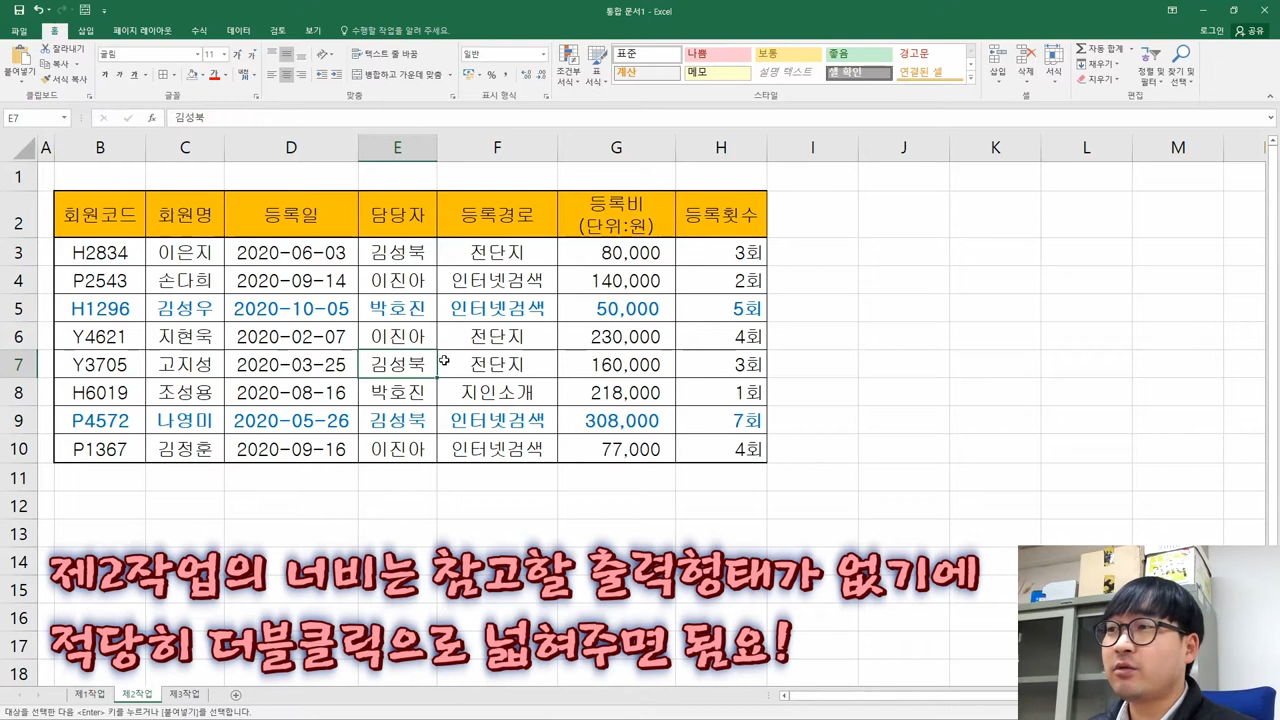 통합 문서1 - Excel
파일 홈 삽입 페이지 레이아웃 수식 데이터 검토 보기 수행할 작업을 알려 주세요. 로그인 공유
붙여넣기 잘라내기 복사 서식 복사 클립보드
굴림 11 글꼴
텍스트 줄 바꿈 병합하고 가운데 맞춤 맞춤
일반 표시 형식
조건부 서식 표 서식 표준 나쁨 보통 좋음 경고문
계산 메모 설명 텍스트 셀 확인 연결된 셀 스타일
삽입 삭제 서식 셀
자동 합계 채우기 지우기 정렬 및 필터 찾기 및 선택 편집
E7 fx 김성북
A B C D E F G H I J K L M
1
2 회원코드 회원명 등록일 담당자 등록경로 등록비 (단위:원) 등록횟수
3 H2834 이은지 2020-06-03 김성북 전단지 80,000 3회
4 P2543 손다희 2020-09-14 이진아 인터넷검색 140,000 2회
5 H1296 김성우 2020-10-05 박호진 인터넷검색 50,000 5회
6 Y4621 지현욱 2020-02-07 이진아 전단지 230,000 4회
7 Y3705 고지성 2020-03-25 김성북 전단지 160,000 3회
8 H6019 조성용 2020-08-16 박호진 지인소개 218,000 1회
9 P4572 나영미 2020-05-26 김성북 인터넷검색 308,000 7회
10 P1367 김정훈 2020-09-16 이진아 인터넷검색 77,000 4회
11
12
13
14
15
16
17
18
제2작업의 너비는 참고할 출력형태가 없기에
적당히 더블클릭으로 넓혀주면 됨요!
제1작업 제2작업 제3작업
대상을 선택한 다음 <Enter> 키를 누르거나 [붙여넣기]를 선택합니다.